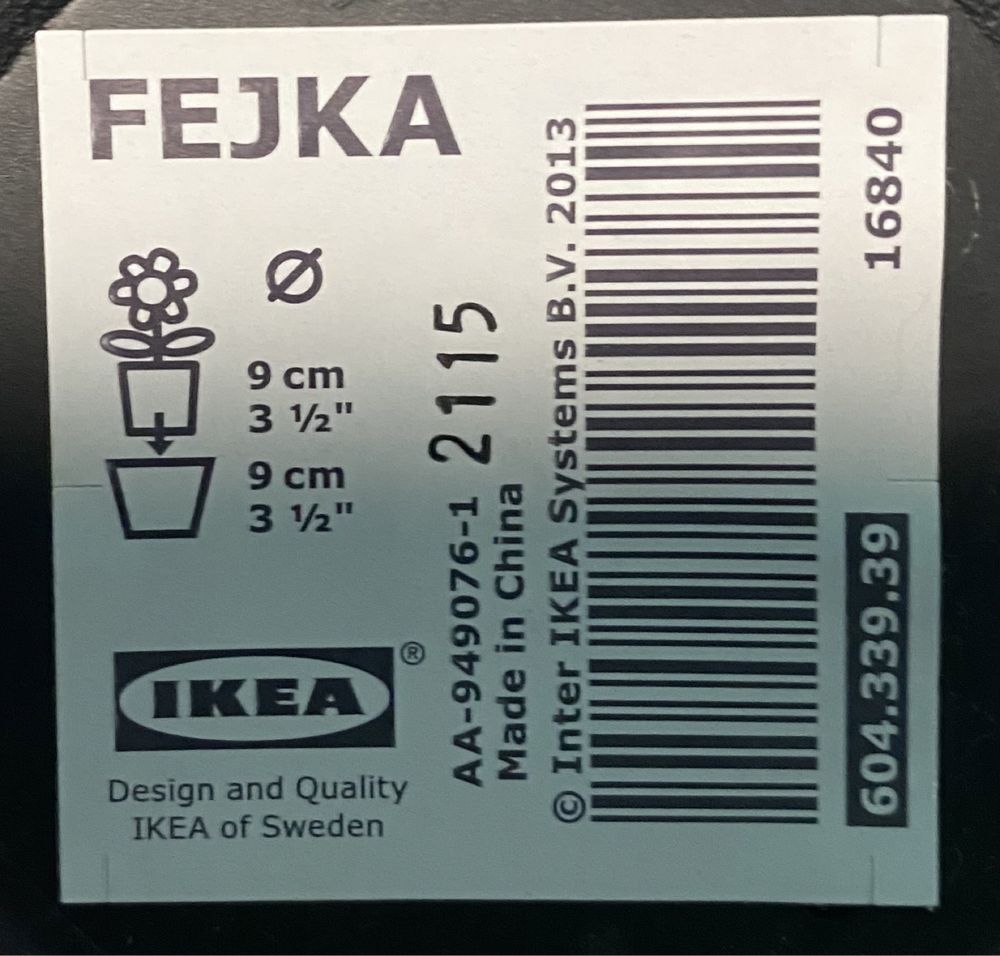 FEJKA
Ø
9 cm
3 ½"
9 cm
3 ½"
IKEA®
Design and Quality
IKEA of Sweden
AA-949076-1 2115
Made in China
© Inter IKEA Systems B.V. 2013
604.339.39
16840